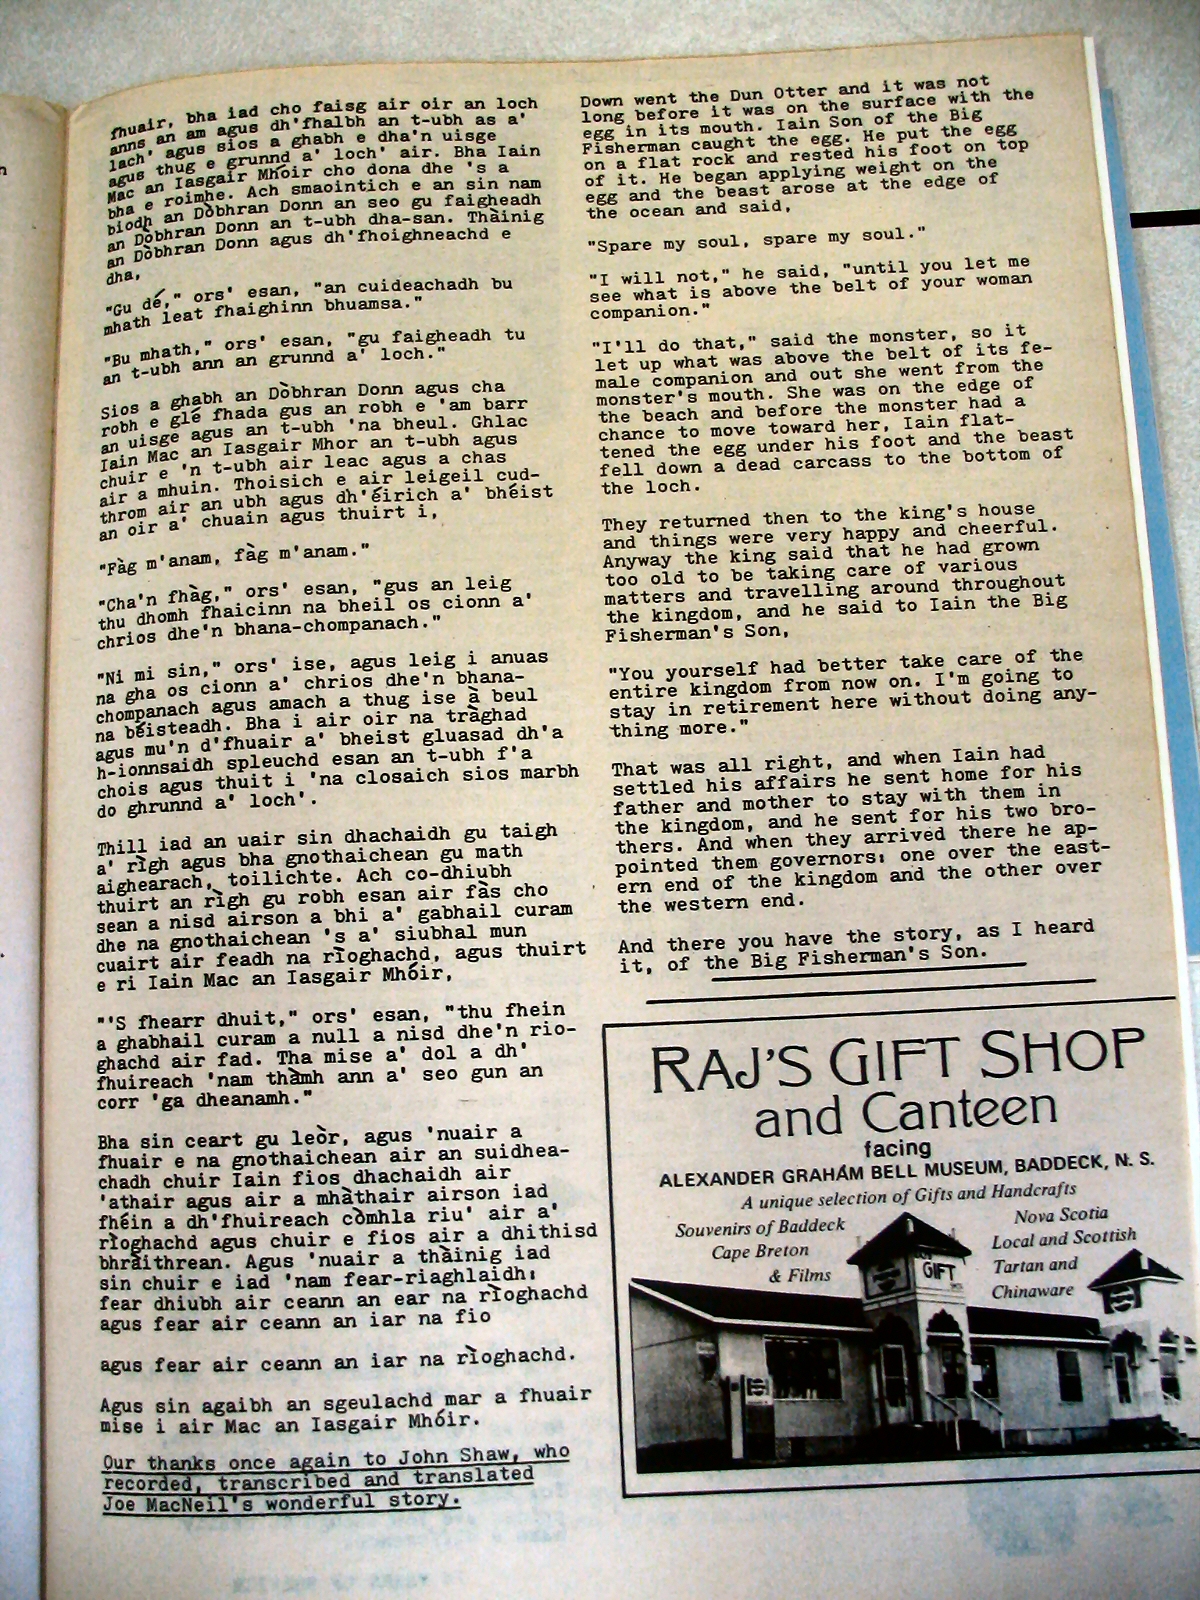 fhuair, bha iad cho faisg air oir an loch
anns an am agus dh'fhalbh an t-ubh as a'
lach' agus sios a ghabh e dha'n uisge
agus thug e grunnd a' loch' air. Bha Iain
Mac an Iasgair Mhóir cho dona dhe 's a
bha e roimhe. Ach smaointich e an sin nam
biodh an Dòbhran Donn an seo gu faigheadh
an Dòbhran Donn an t-ubh dha-san. Thàinig
an Dòbhran Donn agus dh'fhoighneachd e
dha,
"Gu dé," ors' esan, "an cuideachadh bu
mhath leat fhaighinn bhuamsa."
"Bu mhath," ors' esan, "gu faigheadh tu
an t-ubh ann an grunnd a' loch."
Sios a ghabh an Dòbhran Donn agus cha
robh e glé fhada gus an robh e 'am barr
an uisge agus an t-ubh 'na bheul. Ghlac
Iain Mac an Iasgair Mhor an t-ubh agus
chuir e 'n t-ubh air leac agus a chas
air a mhuin. Thoisich e air leigeil cud-
throm air an ubh agus dh'éirich a' bhéist
an oir a' chuain agus thuirt i,
"Fàg m'anam, fàg m'anam."
"Cha'n fhàg," ors' esan, "gus an leig
thu dhomh fhaicinn na bheil os cionn a'
chrios dhe'n bhana-chompanach."
"Ni mi sin," ors' ise, agus leig i anuas
na gha os cionn a' chrios dhe'n bhana-
chompanach agus amach a thug ise à beul
na béisteadh. Bha i air oir na tràghad
agus mu'n d'fhuair a' bheist gluasad dh'a
h-ionnsaidh spleuchd esan an t-ubh f'a
chois agus thuit i 'na closaich sios marbh
do ghrunnd a' loch'.
Thill iad an uair sin dhachaidh gu taigh
a' rìgh agus bha gnothaichean gu math
aighearach, toilichte. Ach co-dhiubh
thuirt an rìgh gu robh esan air fàs cho
sean a nisd airson a bhi a' gabhail curam
dhe na gnothaichean 's a' siubhal mun
cuairt air feadh na rìoghachd, agus thuirt
e ri Iain Mac an Iasgair Mhóir,
"'S fhearr dhuit," ors' esan, "thu fhein
a ghabhail curam a null a nisd dhe'n rio-
ghachd air fad. Tha mise a' dol a dh'
fhuireach 'nam thàmh ann a' seo gun an
corr 'ga dheanamh."
Bha sin ceart gu leòr, agus 'nuair a
fhuair e na gnothaichean air an suidhea-
chadh chuir Iain fios dhachaidh air
'athair agus air a mhàthair airson iad
fhéin a dh'fhuireach còmhla riu' air a'
rìoghachd agus chuir e fios air a dhithisd
bhraithrean. Agus 'nuair a thàinig iad
sin chuir e iad 'nam fear-riaghlaidh;
fear dhiubh air ceann an ear na rìoghachd
agus fear air ceann an iar na fio
agus fear air ceann an iar na rìoghachd.
Agus sin agaibh an sgeulachd mar a fhuair
mise i air Mac an Iasgair Mhóir.
Our thanks once again to John Shaw, who
recorded, transcribed and translated
Joe MacNeil's wonderful story.
Down went the Dun Otter and it was not
long before it was on the surface with the
egg in its mouth. Iain Son of the Big
Fisherman caught the egg. He put the egg
on a flat rock and rested his foot on top
of it. He began applying weight on the
egg and the beast arose at the edge of
the ocean and said,
"Spare my soul, spare my soul."
"I will not," he said, "until you let me
see what is above the belt of your woman
companion."
"I'll do that," said the monster, so it
let up what was above the belt of its fe-
male companion and out she went from the
monster's mouth. She was on the edge of
the beach and before the monster had a
chance to move toward her, Iain flat-
tened the egg under his foot and the beast
fell down a dead carcass to the bottom of
the loch.
They returned then to the king's house
and things were very happy and cheerful.
Anyway the king said that he had grown
too old to be taking care of various
matters and travelling around throughout
the kingdom, and he said to Iain the Big
Fisherman's Son,
"You yourself had better take care of the
entire kingdom from now on. I'm going to
stay in retirement here without doing any-
thing more."
That was all right, and when Iain had
settled his affairs he sent home for his
father and mother to stay with them in
the kingdom, and he sent for his two bro-
thers. And when they arrived there he ap-
pointed them governors; one over the east-
ern end of the kingdom and the other over
the western end.
And there you have the story, as I heard
it, of the Big Fisherman's Son.
RAJ'S GIFT SHOP
and Canteen
facing
ALEXANDER GRAHAM BELL MUSEUM, BADDECK, N. S.
A unique selection of Gifts and Handcrafts
Souvenirs of Baddeck
Cape Breton
& Films
Nova Scotia
Local and Scottish
Tartan and
Chinaware
GIFT